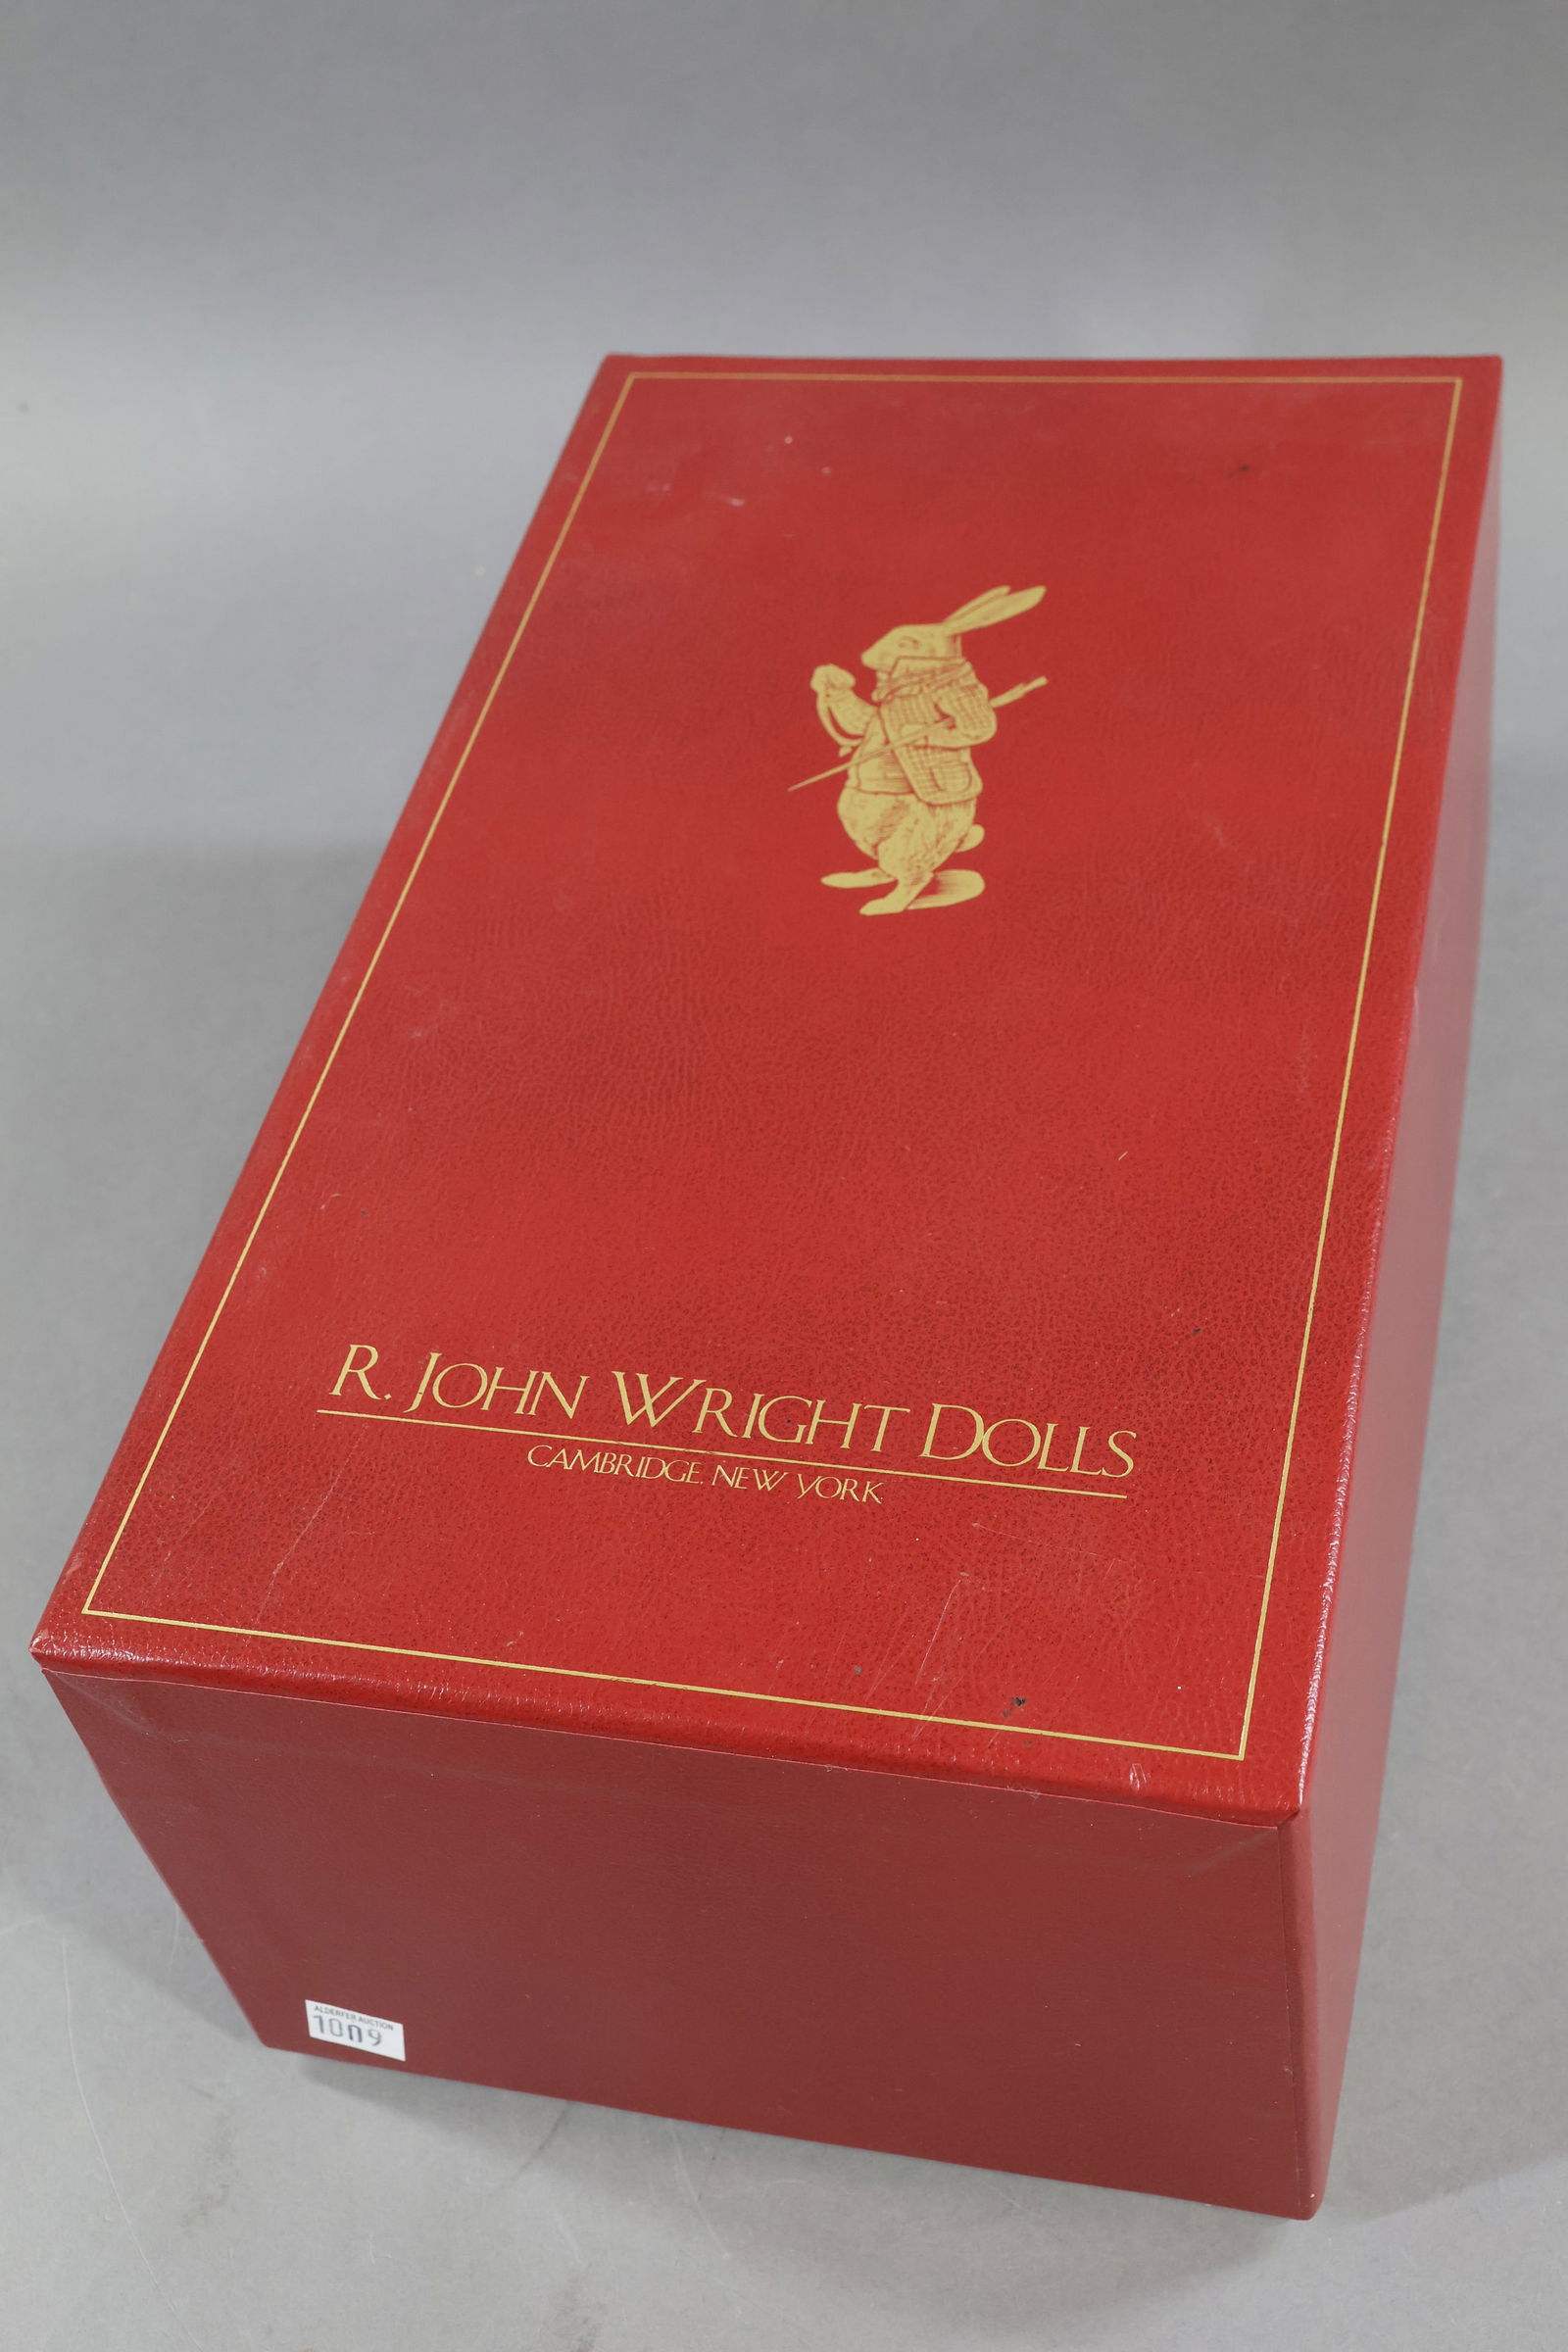 R. JOHN WRIGHT DOLLS
CAMBRIDGE, NEW YORK
ALDERFER AUCTION
1009